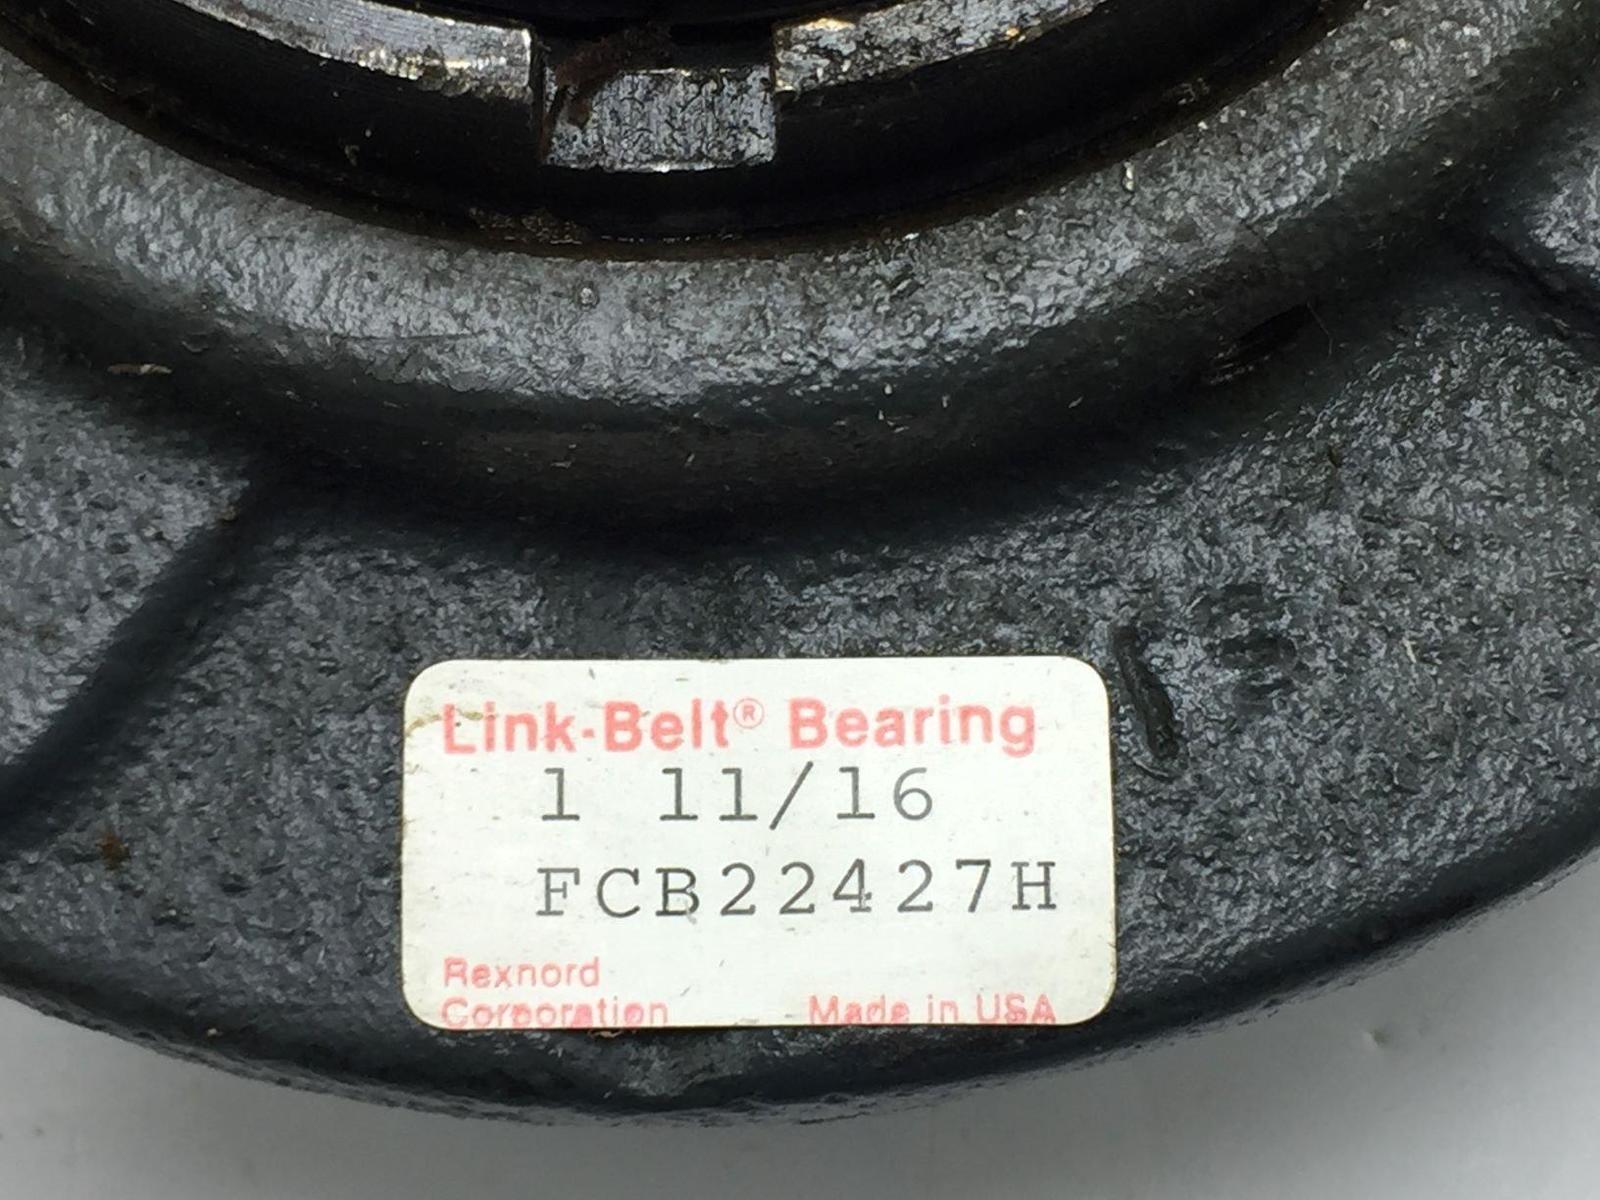 Link-Belt® Bearing
1 11/16
FCB22427H
Rexnord
Corporation Made in USA